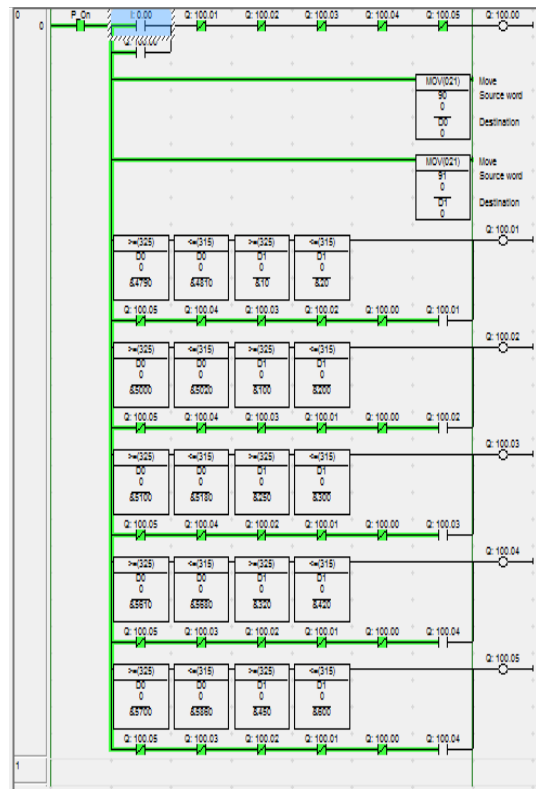 0
0
P_On I: 0.00 Q: 100.01 Q: 100.02 Q: 100.03 Q: 100.04 Q: 100.05 Q: 100.00
Q: 100.00
MOV(021) Move
90 Source word
0
D0 Destination
0
MOV(021) Move
91 Source word
0
D1 Destination
0
Q: 100.01
>=(325) <=(315) >=(325) <=(315)
D0 D0 D1 D1
0 0 0 0
&4790 &4810 &10 &20
Q: 100.05 Q: 100.04 Q: 100.03 Q: 100.02 Q: 100.00 Q: 100.01
Q: 100.02
>=(325) <=(315) >=(325) <=(315)
D0 D0 D1 D1
0 0 0 0
&5000 &5020 &100 &200
Q: 100.05 Q: 100.04 Q: 100.03 Q: 100.01 Q: 100.00 Q: 100.02
Q: 100.03
>=(325) <=(315) >=(325) <=(315)
D0 D0 D1 D1
0 0 0 0
&5100 &5180 &250 &300
Q: 100.05 Q: 100.04 Q: 100.02 Q: 100.01 Q: 100.00 Q: 100.03
Q: 100.04
>=(325) <=(315) >=(325) <=(315)
D0 D0 D1 D1
0 0 0 0
&5610 &5680 &320 &420
Q: 100.05 Q: 100.03 Q: 100.02 Q: 100.01 Q: 100.00 Q: 100.04
Q: 100.05
>=(325) <=(315) >=(325) <=(315)
D0 D0 D1 D1
0 0 0 0
&5700 &5860 &450 &600
Q: 100.05 Q: 100.03 Q: 100.02 Q: 100.01 Q: 100.00 Q: 100.04
1